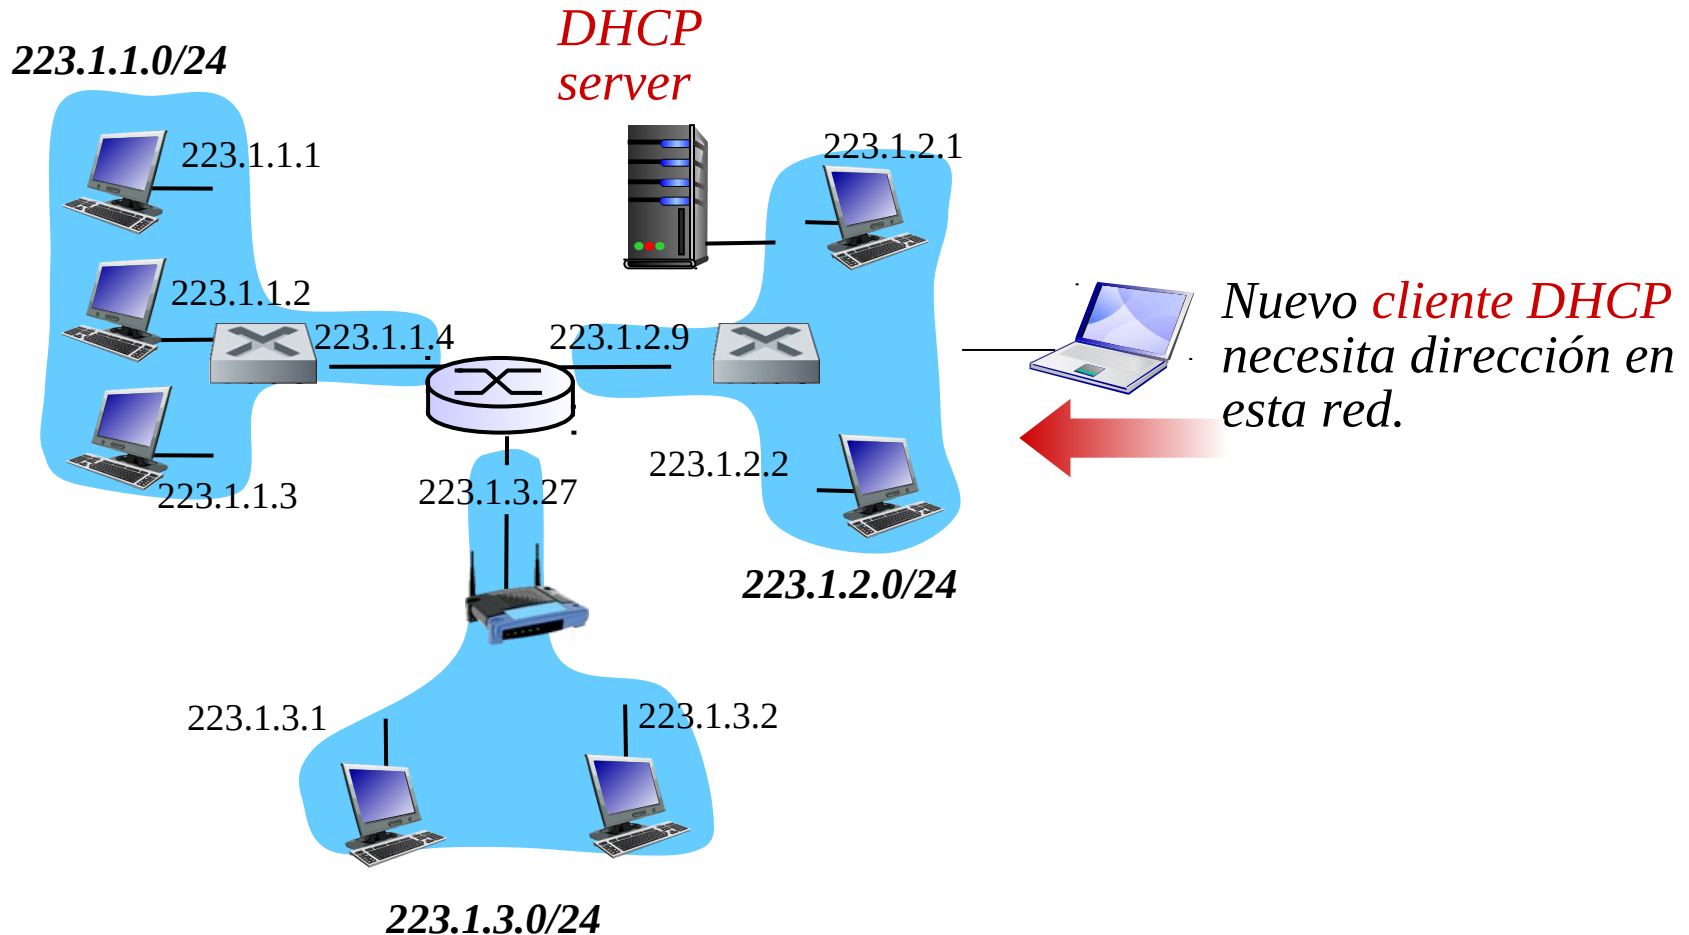 DHCP
server
223.1.1.0/24
223.1.1.1
223.1.2.1
223.1.1.2
223.1.1.4
223.1.2.9
Nuevo cliente DHCP
necesita dirección en
esta red.
223.1.2.2
223.1.1.3
223.1.3.27
223.1.2.0/24
223.1.3.1
223.1.3.2
223.1.3.0/24